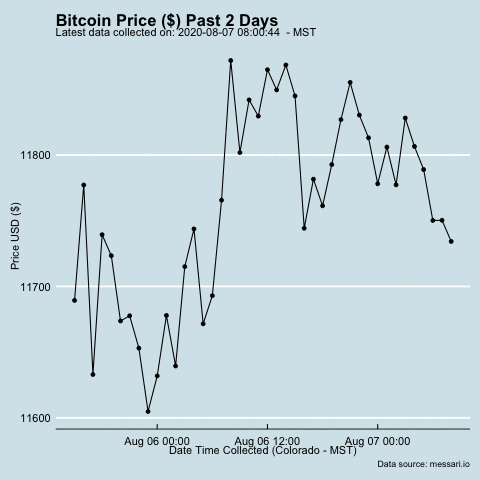 Bitcoin Price ($) Past 2 Days
Latest data collected on: 2020-08-07 08:00:44  - MST
11800
11700
11600
Price USD ($)
Aug 06 00:00 Aug 06 12:00 Aug 07 00:00
Date Time Collected (Colorado - MST)
Data source: messari.io